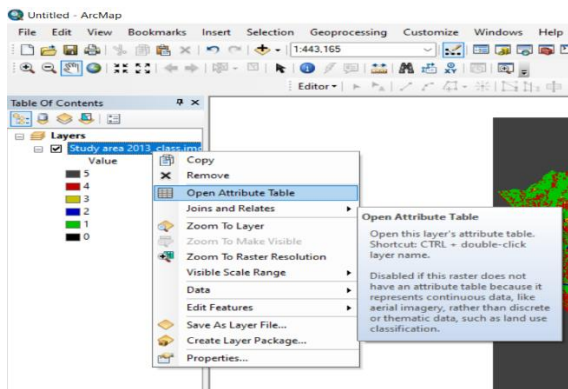 Untitled - ArcMap
File Edit View Bookmarks Insert Selection Geoprocessing Customize Windows Help
1:443,165
Editor
Table Of Contents
Layers
Study area 2013_class.img
Value
5
4
3
2
1
0
Copy
Remove
Open Attribute Table
Joins and Relates
Zoom To Layer
Zoom To Make Visible
Zoom To Raster Resolution
Visible Scale Range
Data
Edit Features
Save As Layer File...
Create Layer Package...
Properties...
Open Attribute Table
Open this layer's attribute table.
Shortcut: CTRL + double-click
layer name.
Disabled if this raster does not
have an attribute table because it
represents continuous data, like
aerial imagery, rather than discrete
or thematic data, such as land use
classification.